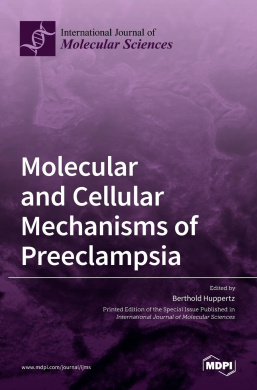 International Journal of
Molecular Sciences
Molecular
and Cellular
Mechanisms of
Preeclampsia
Edited by
Berthold Huppertz
Printed Edition of the Special Issue Published in
International Journal of Molecular Sciences
www.mdpi.com/journal/ijms
MDPI